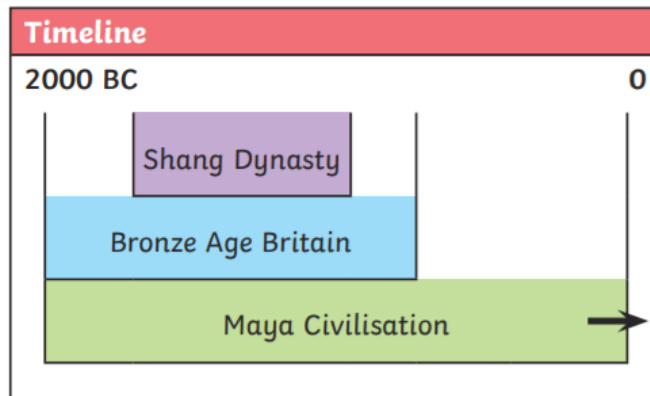 Timeline
2000 BC 0
Shang Dynasty
Bronze Age Britain
Maya Civilisation